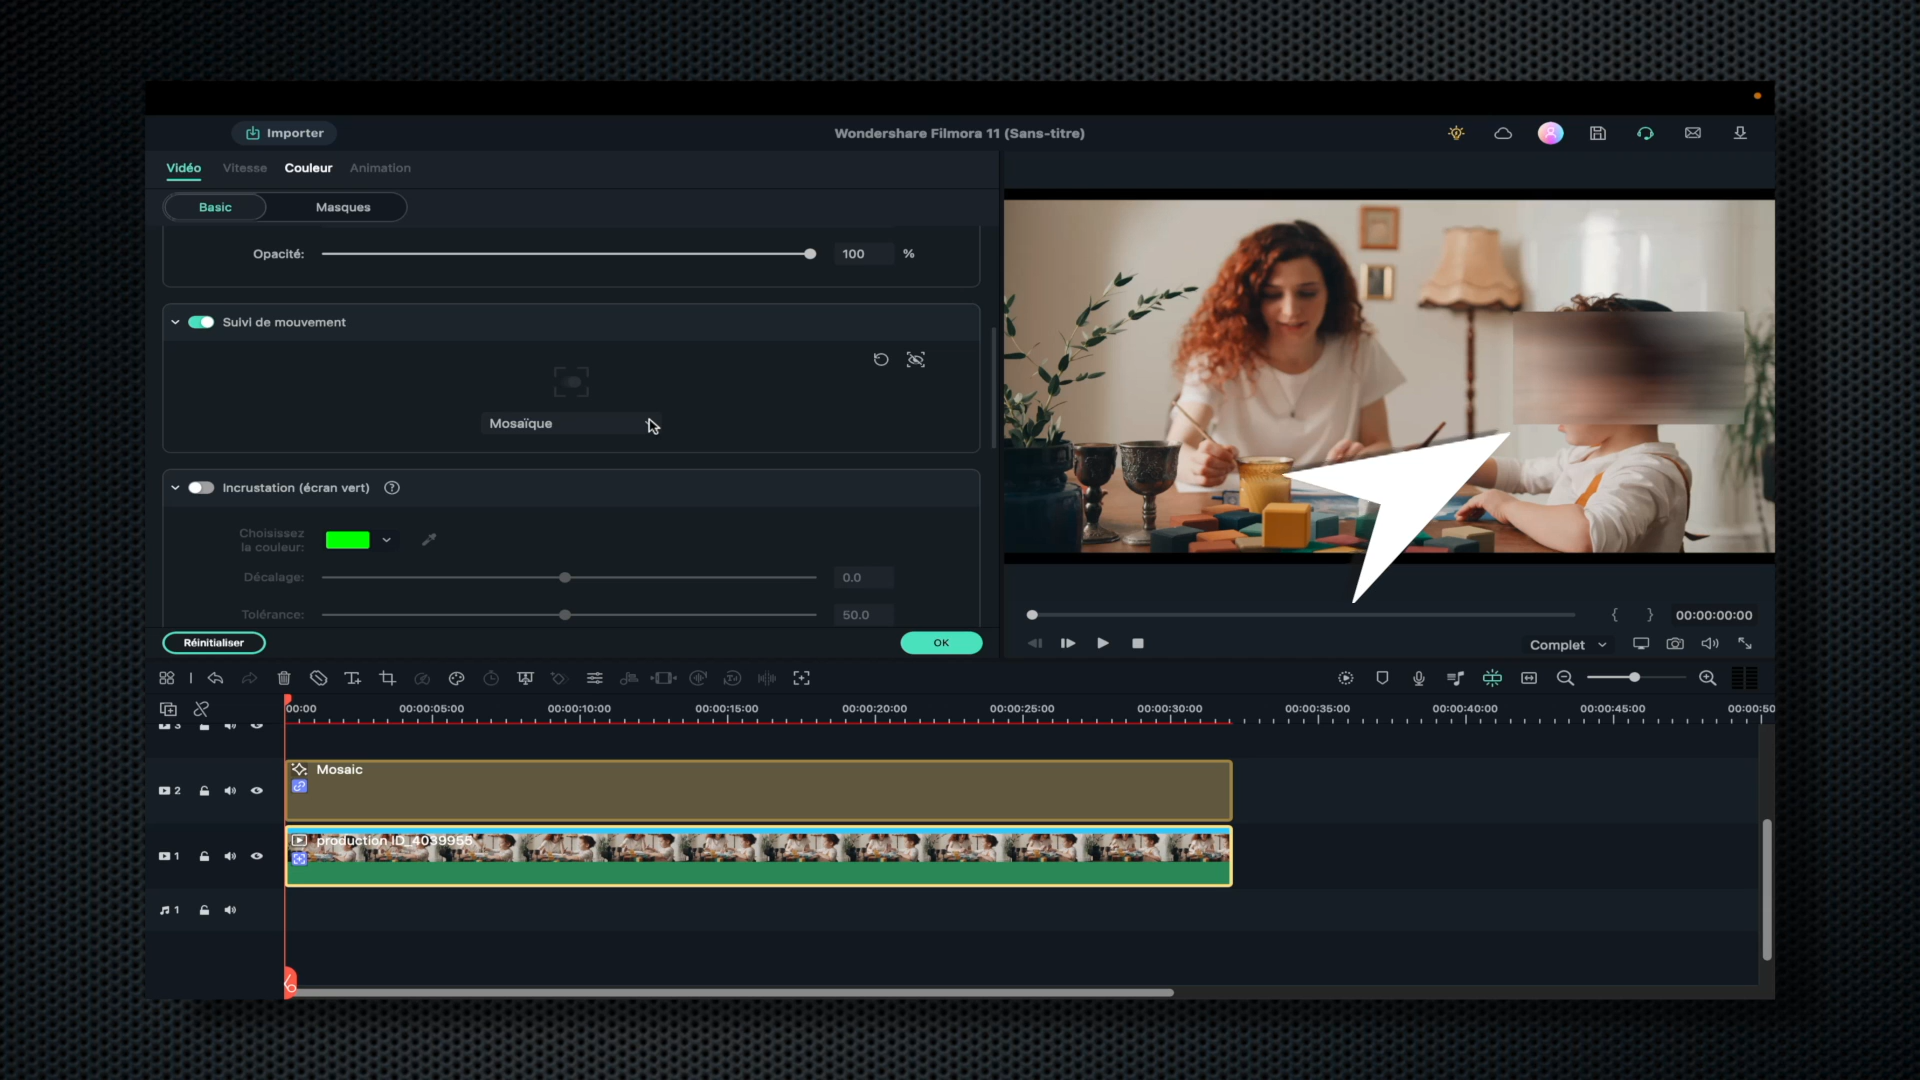 Importer
Wondershare Filmora 11 (Sans-titre)
Vidéo Vitesse Couleur Animation
Basic Masques
Opacité: 100 %
Suivi de mouvement
Mosaïque
Incrustation (écran vert) ?
Choisissez
la couleur:
Décalage: 0.0
Tolérance: 50.0
Réinitialiser OK
{ } 00:00:00:00
Complet
00:00 00:00:05:00 00:00:10:00 00:00:15:00 00:00:20:00 00:00:25:00 00:00:30:00 00:00:35:00 00:00:40:00 00:00:45:00 00:00:50
3
Mosaic
2
production ID_4039955
1
1